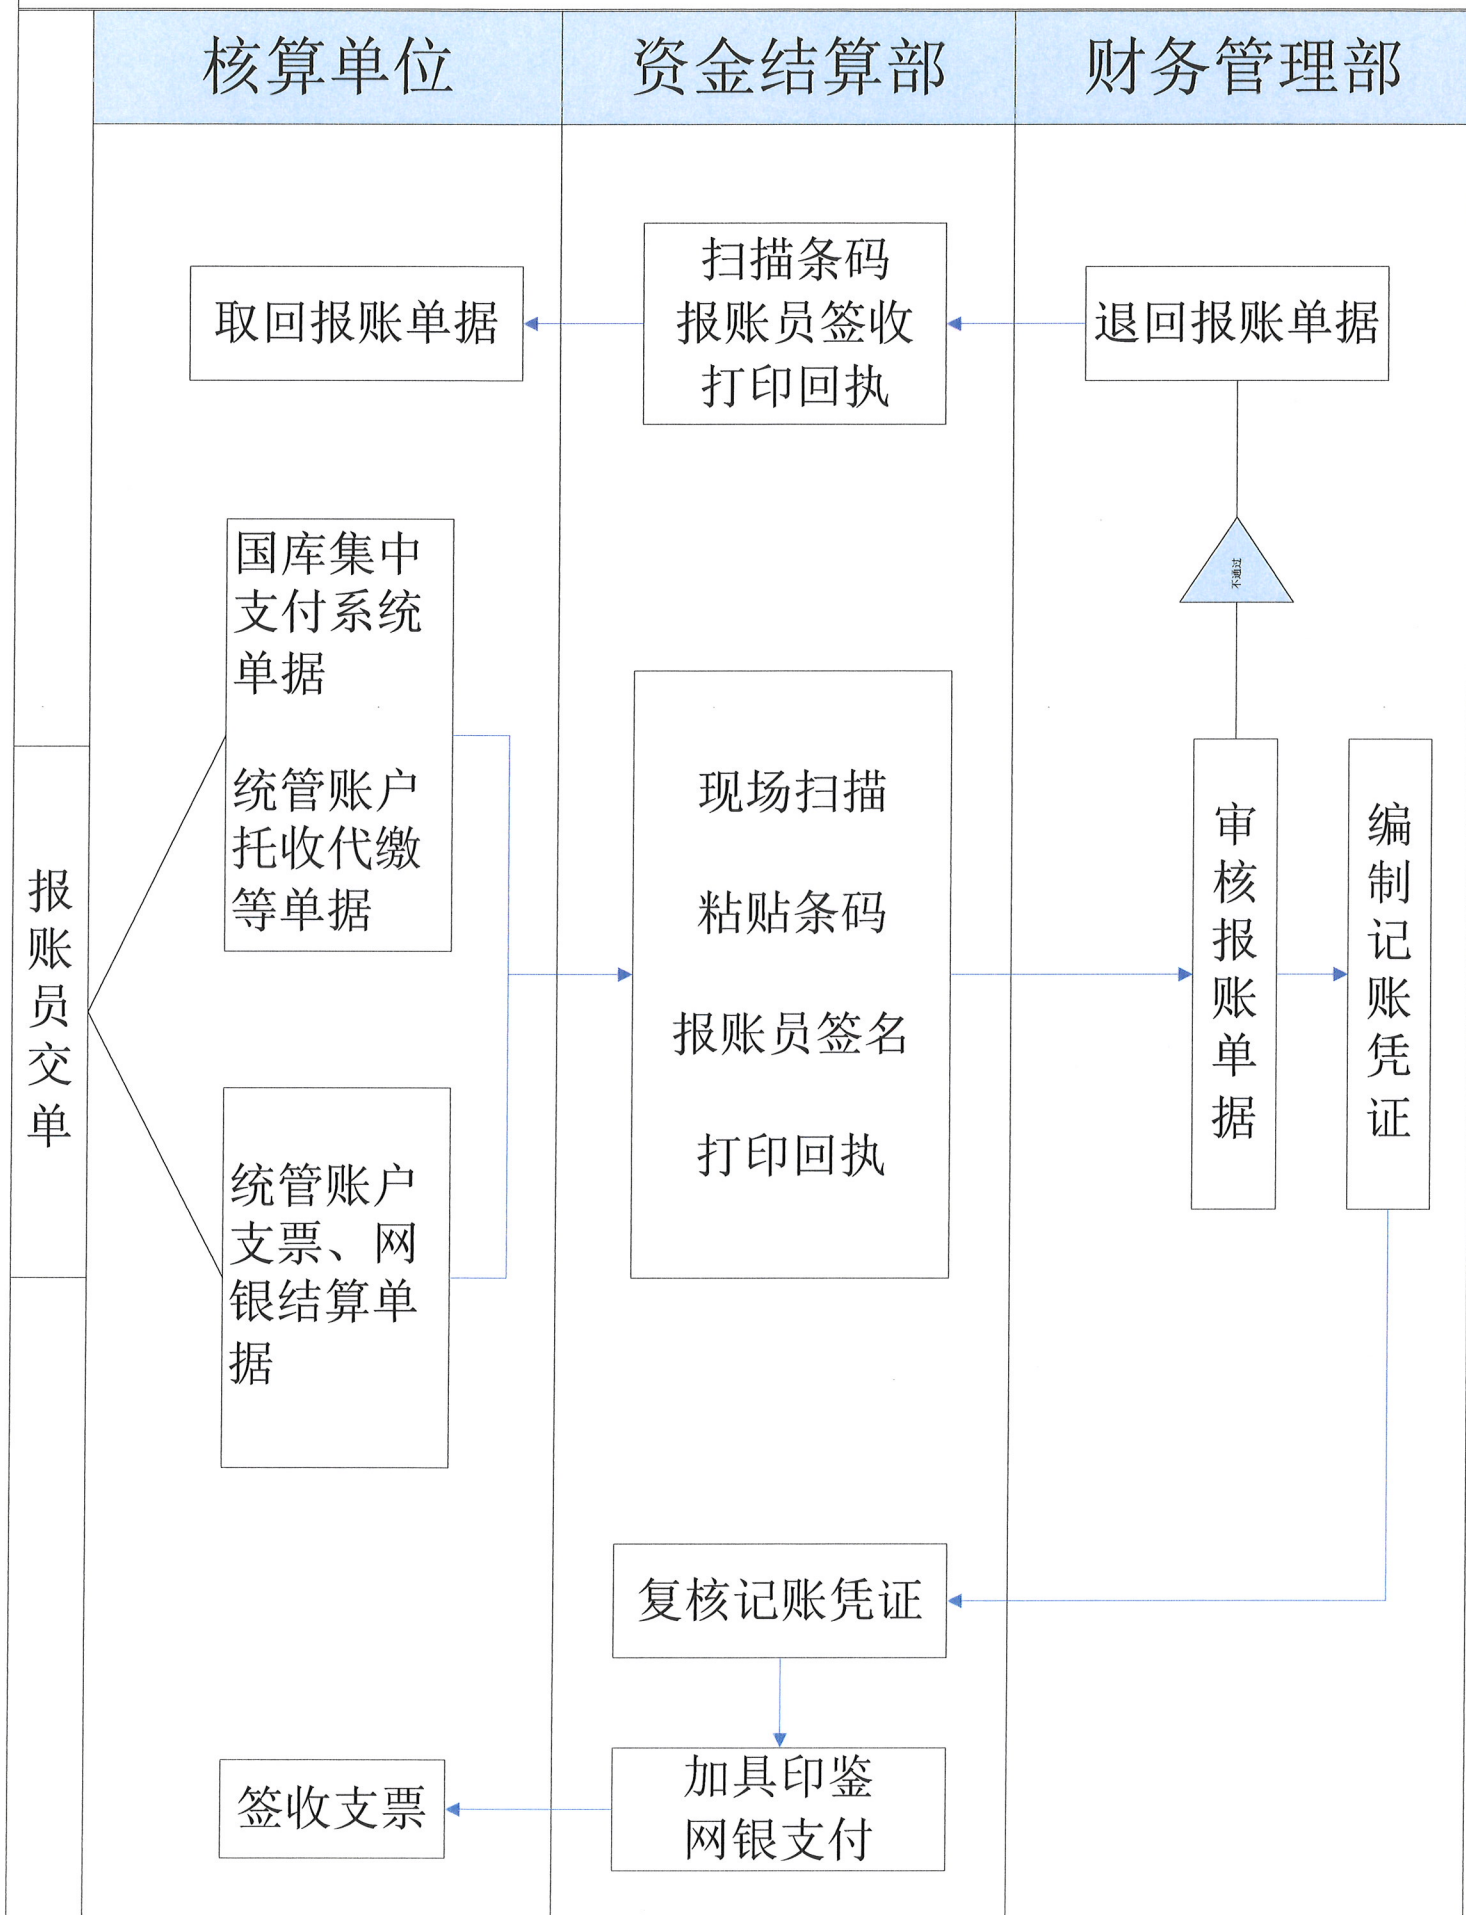 核算单位
资金结算部
财务管理部
取回报账单据
扫描条码
报账员签收
打印回执
退回报账单据
不通过
国库集中
支付系统
单据
统管账户
托收代缴
等单据
报账员交单
统管账户
支票、网
银结算单
据
现场扫描
粘贴条码
报账员签名
打印回执
审核报账单据
编制记账凭证
复核记账凭证
加具印鉴
网银支付
签收支票